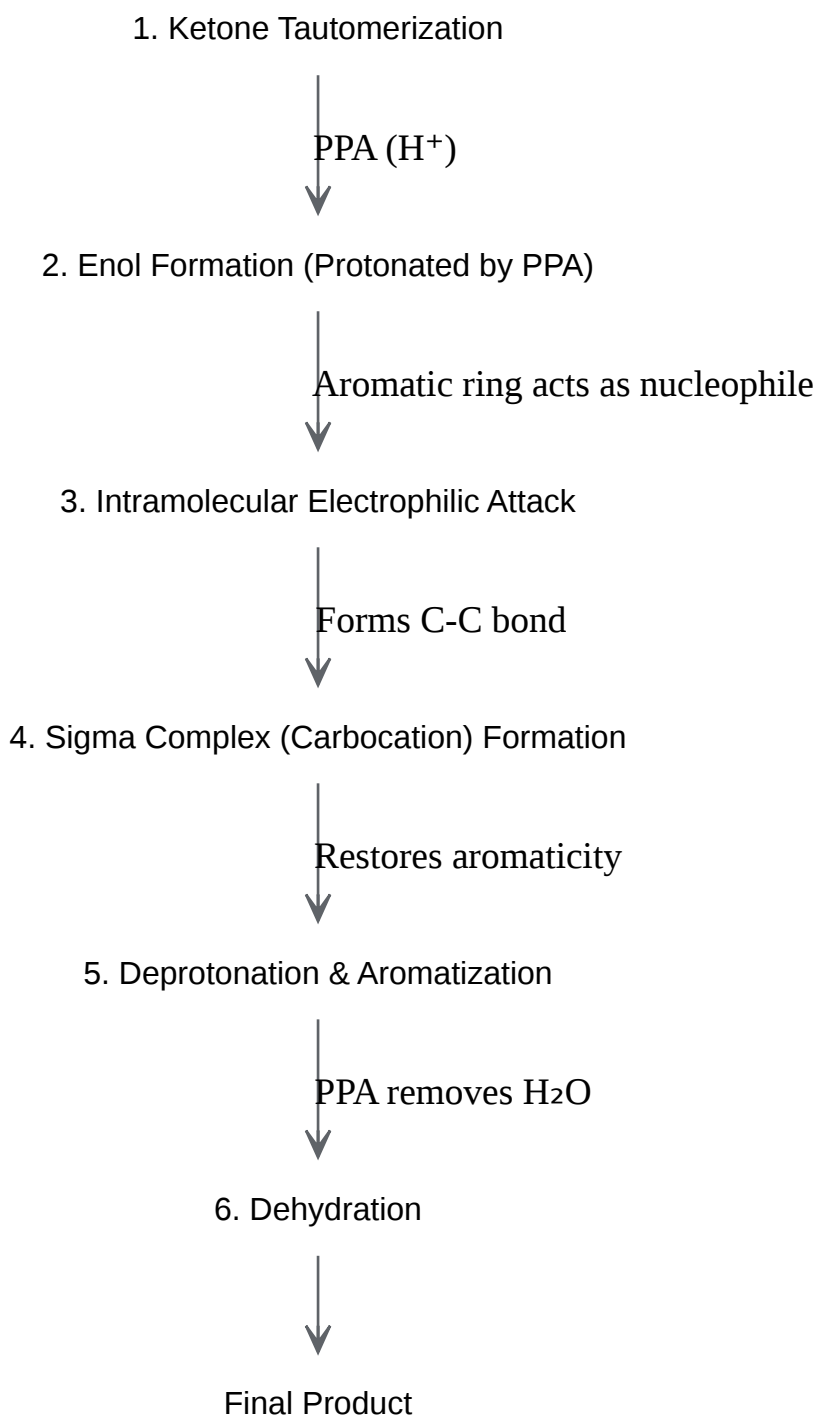 1. Ketone Tautomerization
PPA (H⁺)
2. Enol Formation (Protonated by PPA)
Aromatic ring acts as nucleophile
3. Intramolecular Electrophilic Attack
Forms C-C bond
4. Sigma Complex (Carbocation) Formation
Restores aromaticity
5. Deprotonation & Aromatization
PPA removes H₂O
6. Dehydration
Final Product